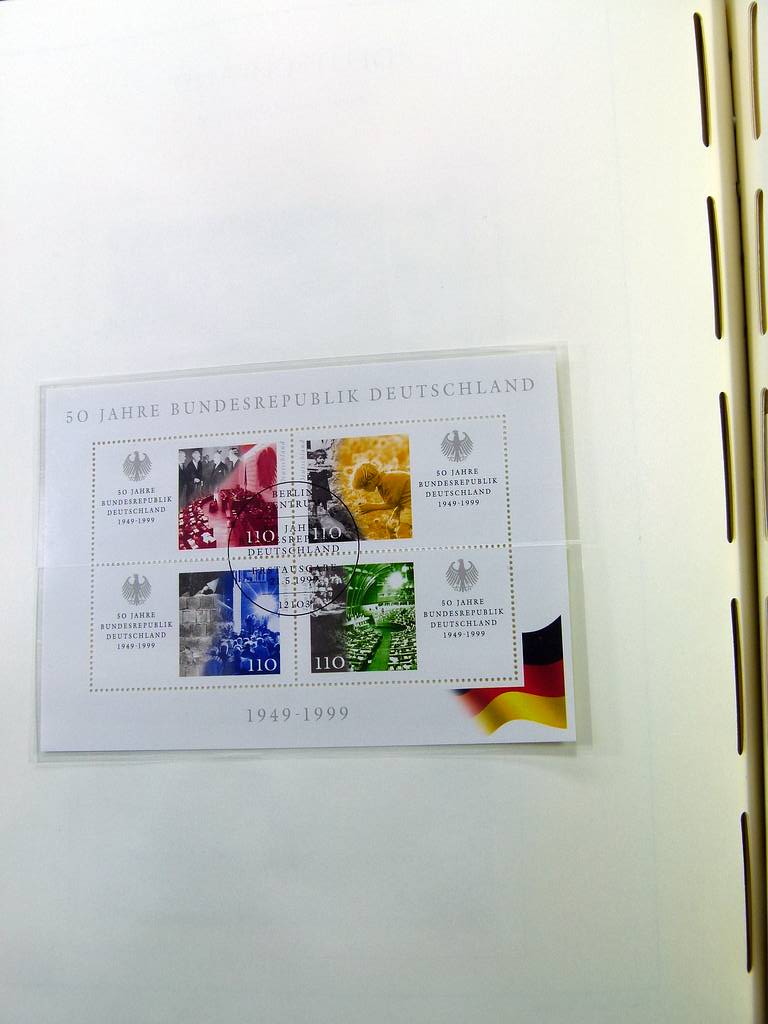 50 JAHRE BUNDESREPUBLIK DEUTSCHLAND
50 JAHRE
BUNDESREPUBLIK
DEUTSCHLAND
1949-1999
110
110
50 JAHRE
BUNDESREPUBLIK
DEUTSCHLAND
1949-1999
BERLIN
DEUTSCHLAND
ERSTAUSGABE
50 JAHRE
BUNDESREPUBLIK
DEUTSCHLAND
1949-1999
110
110
50 JAHRE
BUNDESREPUBLIK
DEUTSCHLAND
1949-1999
1949-1999